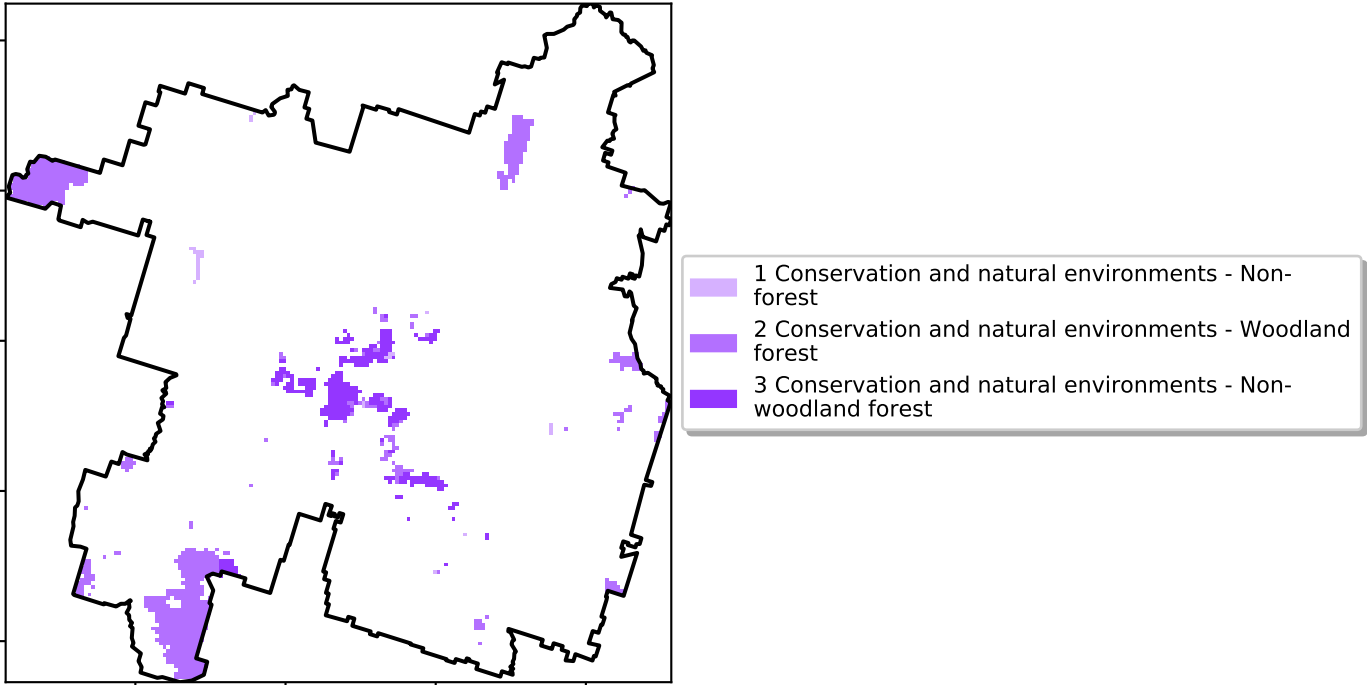 1 Conservation and natural environments - Non-
forest
2 Conservation and natural environments - Woodland
forest
3 Conservation and natural environments - Non-
woodland forest